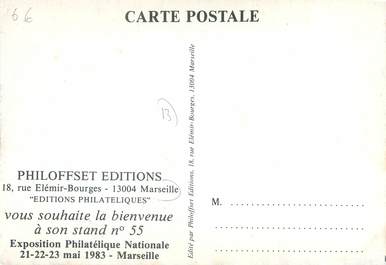 66
CARTE POSTALE
13
PHILOFFSET EDITIONS
18, rue Elémir-Bourges - 13004 Marseille
"EDITIONS PHILATELIQUES"
vous souhaite la bienvenue
à son stand nº 55
Exposition Philatélique Nationale
21-22-23 mai 1983 - Marseille
Edité par Philoffset Editions, 18, rue Elémir-Bourges, 13004 Marseille
M.